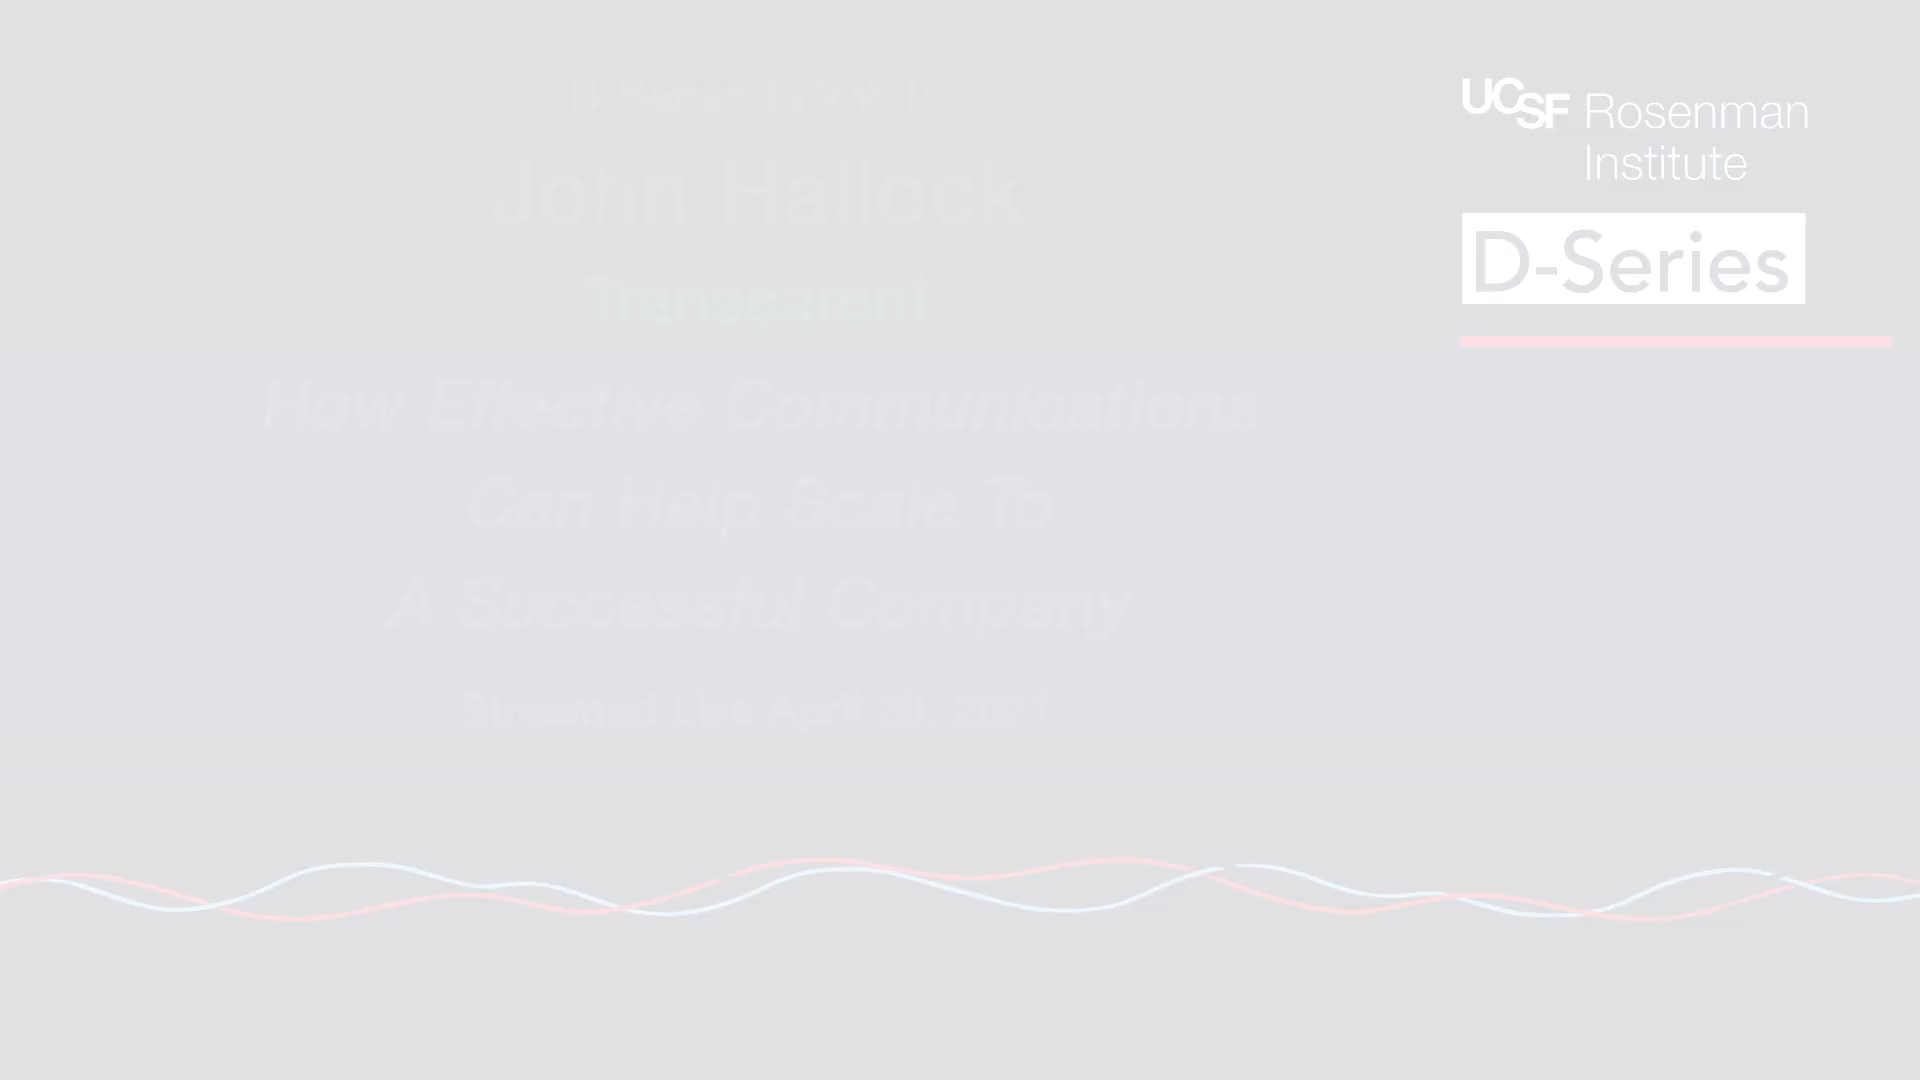 D-Series Talk With
John Hallock
Transcarent
How Effective Communications
Can Help Scale To
A Successful Company
Streamed Live April 2021
UCSF Rosenman
Institute
D-Series